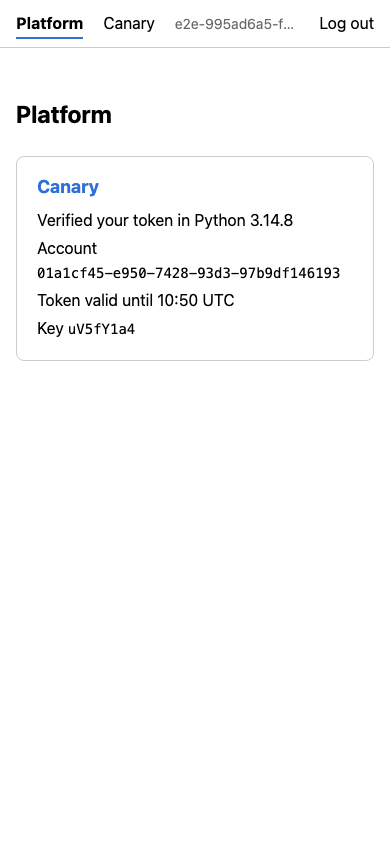 Platform Canary e2e-995ad6a5-f... Log out
Platform
Canary
Verified your token in Python 3.14.8
Account
01a1cf45-e950-7428-93d3-97b9df146193
Token valid until 10:50 UTC
Key uV5fY1a4